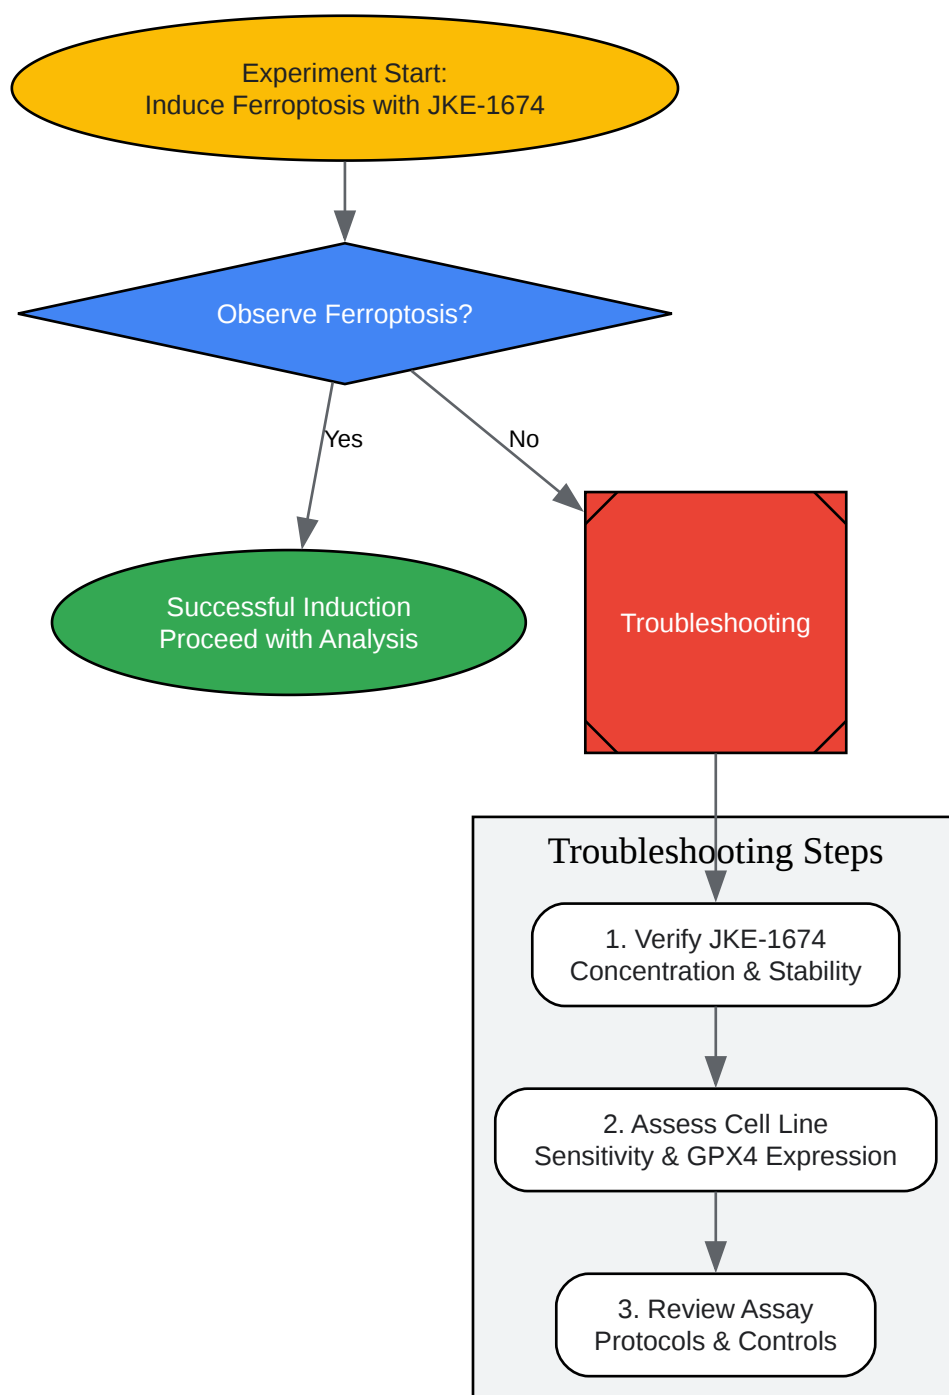 Experiment Start:
Induce Ferroptosis with JKE-1674
Observe Ferroptosis?
Yes
No
Successful Induction
Proceed with Analysis
Troubleshooting
Troubleshooting Steps
1. Verify JKE-1674
Concentration & Stability
2. Assess Cell Line
Sensitivity & GPX4 Expression
3. Review Assay
Protocols & Controls